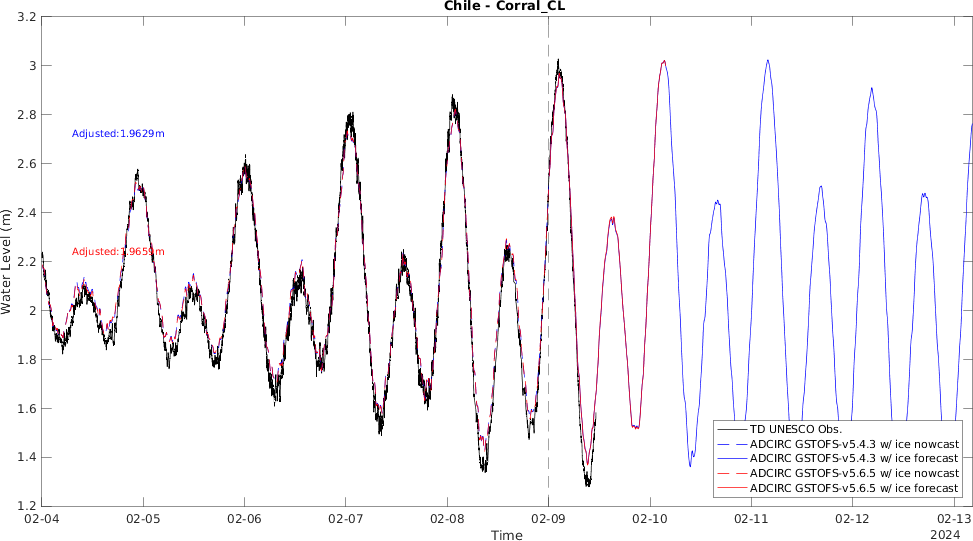 Chile - Corral_CL
3.2
3
2.8
2.6
2.4
2.2
2
1.8
1.6
1.4
1.2
Water Level (m)
Adjusted:1.9629m
Adjusted:1.9659m
TD UNESCO Obs.
ADCIRC GSTOFS-v5.4.3 w/ ice nowcast
ADCIRC GSTOFS-v5.4.3 w/ ice forecast
ADCIRC GSTOFS-v5.6.5 w/ ice nowcast
ADCIRC GSTOFS-v5.6.5 w/ ice forecast
02-04 02-05 02-06 02-07 02-08 02-09 02-10 02-11 02-12 02-13
Time
2024